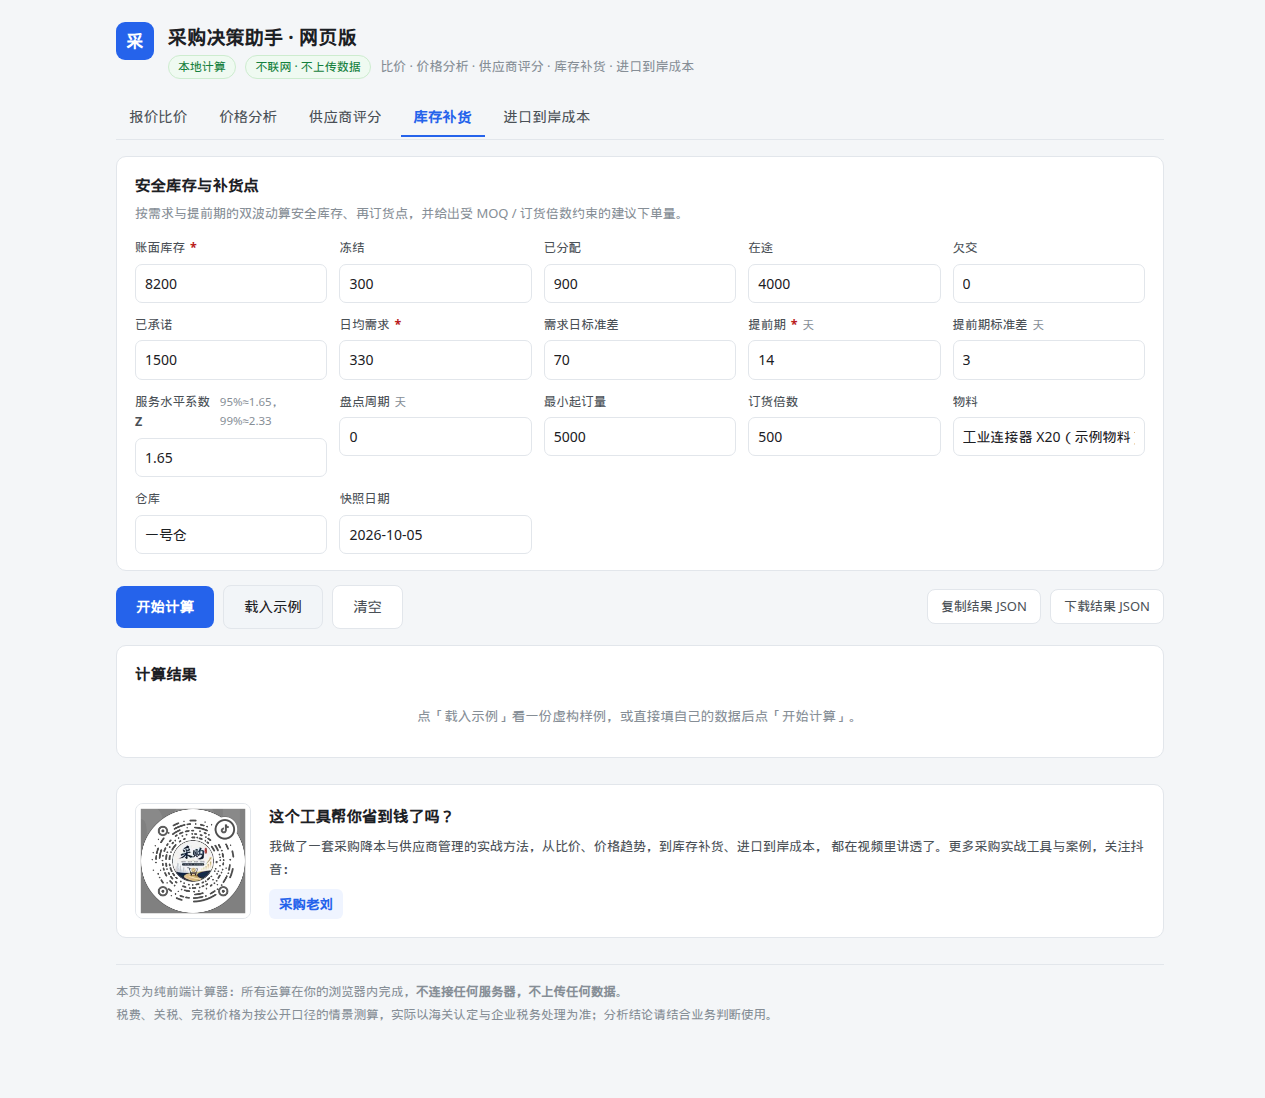 采
采购决策助手 · 网页版
本地计算 不联网 · 不上传数据 比价 · 价格分析 · 供应商评分 · 库存补货 · 进口到岸成本
报价比价 价格分析 供应商评分 库存补货 进口到岸成本
安全库存与补货点
按需求与提前期的双波动算安全库存、再订货点，并给出受 MOQ / 订货倍数约束的建议下单量。
账面库存 * 冻结 已分配 在途 欠交
8200 300 900 4000 0
已承诺 日均需求 * 需求日标准差 提前期 * 天 提前期标准差 天
1500 330 70 14 3
服务水平系数 Z 95%≈1.65，99%≈2.33 盘点周期 天 最小起订量 订货倍数 物料
1.65 0 5000 500 工业连接器 X20（示例物料）
仓库 快照日期
一号仓 2026-10-05
开始计算 载入示例 清空 复制结果 JSON 下载结果 JSON
计算结果
点「载入示例」看一份虚构样例，或直接填自己的数据后点「开始计算」。
采购
这个工具帮你省到钱了吗？
我做了一套采购降本与供应商管理的实战方法，从比价、价格趋势，到库存补货、进口到岸成本， 都在视频里讲透了。更多采购实战工具与案例，关注抖
音：
采购老刘
本页为纯前端计算器：所有运算在你的浏览器内完成，不连接任何服务器，不上传任何数据。
税费、关税、完税价格为按公开口径的情景测算，实际以海关认定与企业税务处理为准；分析结论请结合业务判断使用。